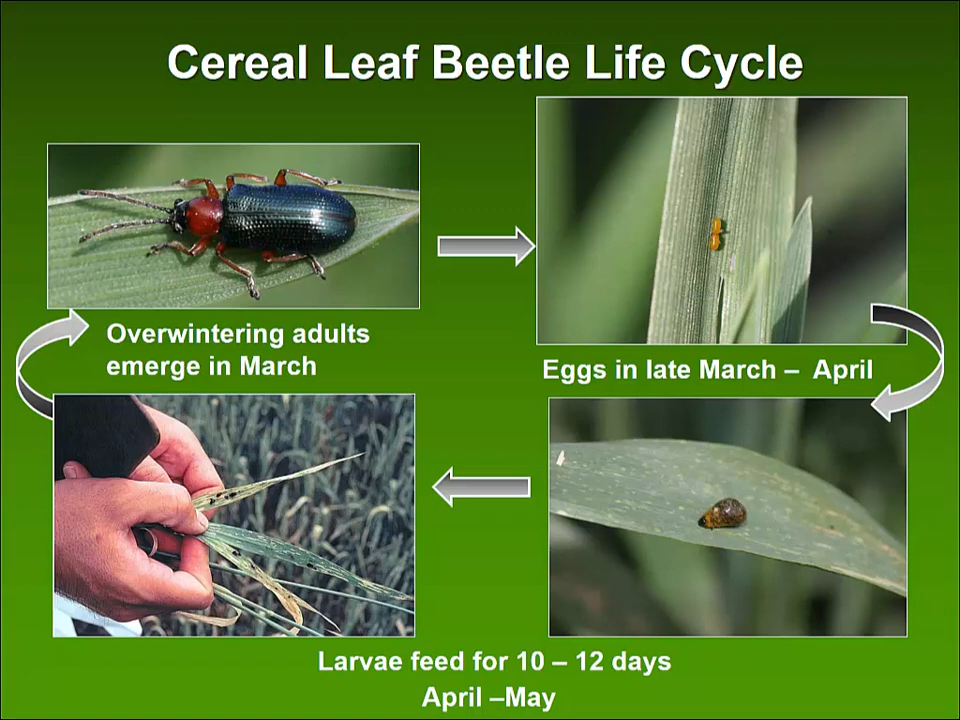 Cereal Leaf Beetle Life Cycle
Overwintering adults
emerge in March
Eggs in late March – April
Larvae feed for 10 – 12 days
April –May